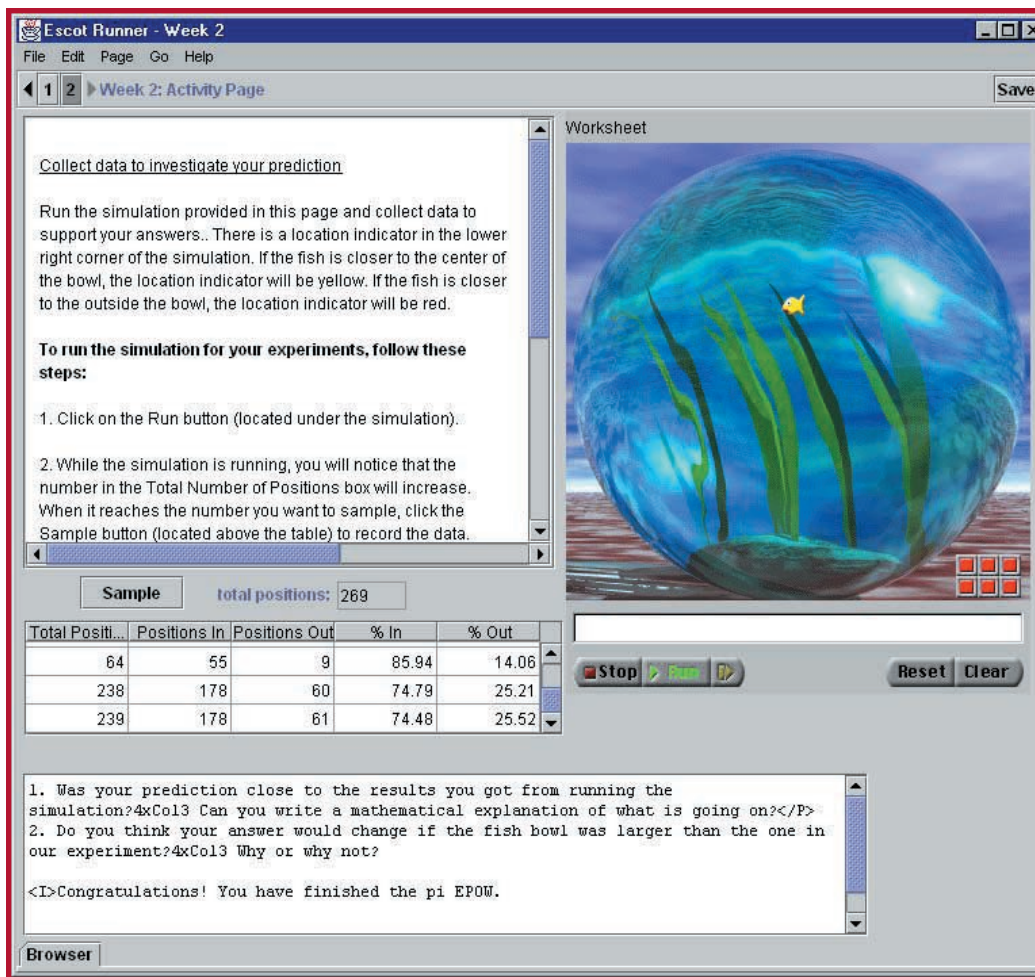 Escot Runner - Week 2
File Edit Page Go Help
1 2 Week 2: Activity Page
Save
Collect data to investigate your prediction
Run the simulation provided in this page and collect data to
support your answers.. There is a location indicator in the lower
right corner of the simulation. If the fish is closer to the center of
the bowl, the location indicator will be yellow. If the fish is closer
to the outside the bowl, the location indicator will be red.
To run the simulation for your experiments, follow these
steps:
1. Click on the Run button (located under the simulation).
2. While the simulation is running, you will notice that the
number in the Total Number of Positions box will increase.
When it reaches the number you want to sample, click the
Sample button (located above the table) to record the data.
Worksheet
Stop Run
Reset Clear
Sample total positions: 269
Total Positi... Positions In Positions Out % In % Out
64 55 9 85.94 14.06
238 178 60 74.79 25.21
239 178 61 74.48 25.52
1. Was your prediction close to the results you got from running the
simulation?4xCol3 Can you write a mathematical explanation of what is going on?</P>
2. Do you think your answer would change if the fish bowl was larger than the one in
our experiment?4xCol3 Why or why not?
<I>Congratulations! You have finished the pi EPOW.
Browser